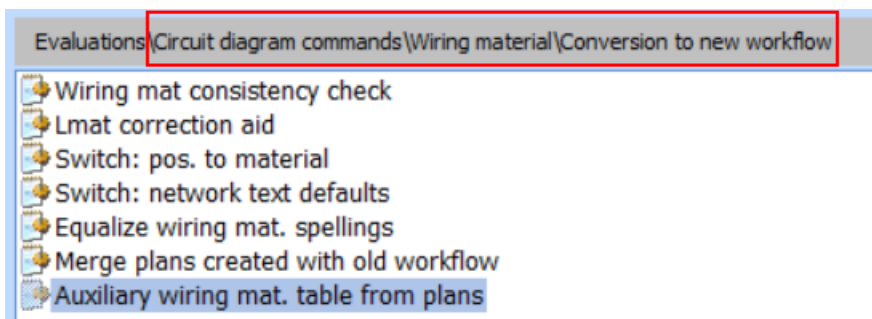 Evaluations\Circuit diagram commands\Wiring material\Conversion to new workflow
Wiring mat consistency check
Lmat correction aid
Switch: pos. to material
Switch: network text defaults
Equalize wiring mat. spellings
Merge plans created with old workflow
Auxiliary wiring mat. table from plans